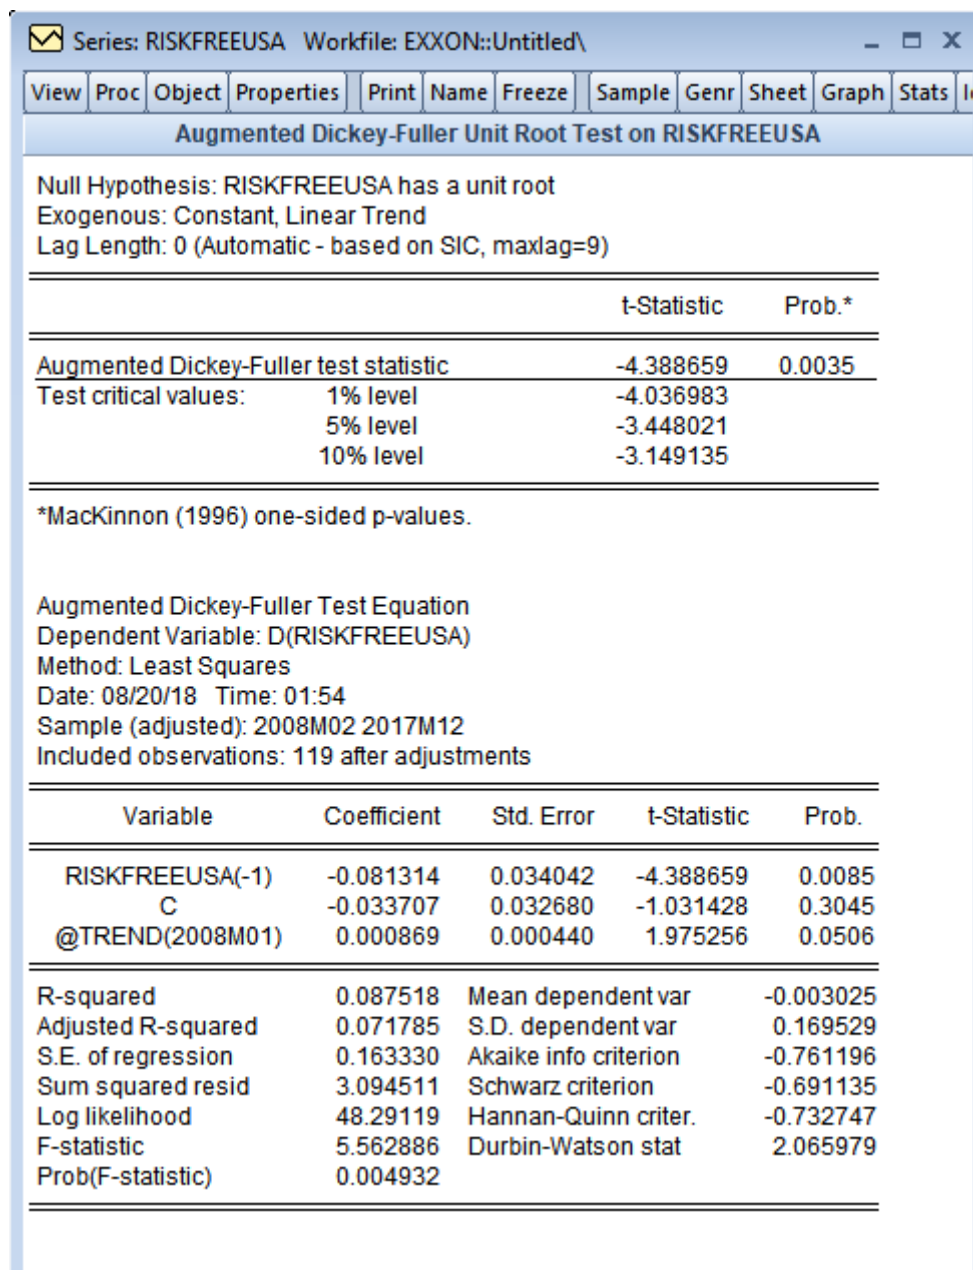 Series: RISKFREEUSA Workfile: EXXON::Untitled\
View Proc Object Properties Print Name Freeze Sample Genr Sheet Graph Stats
Augmented Dickey-Fuller Unit Root Test on RISKFREEUSA
Null Hypothesis: RISKFREEUSA has a unit root
Exogenous: Constant, Linear Trend
Lag Length: 0 (Automatic - based on SIC, maxlag=9)
t-Statistic Prob.*
Augmented Dickey-Fuller test statistic -4.388659 0.0035
Test critical values: 1% level -4.036983
5% level -3.448021
10% level -3.149135
*MacKinnon (1996) one-sided p-values.
Augmented Dickey-Fuller Test Equation
Dependent Variable: D(RISKFREEUSA)
Method: Least Squares
Date: 08/20/18 Time: 01:54
Sample (adjusted): 2008M02 2017M12
Included observations: 119 after adjustments
Variable Coefficient Std. Error t-Statistic Prob.
RISKFREEUSA(-1) -0.081314 0.034042 -4.388659 0.0085
C -0.033707 0.032680 -1.031428 0.3045
@TREND(2008M01) 0.000869 0.000440 1.975256 0.0506
R-squared 0.087518 Mean dependent var -0.003025
Adjusted R-squared 0.071785 S.D. dependent var 0.169529
S.E. of regression 0.163330 Akaike info criterion -0.761196
Sum squared resid 3.094511 Schwarz criterion -0.691135
Log likelihood 48.29119 Hannan-Quinn criter. -0.732747
F-statistic 5.562886 Durbin-Watson stat 2.065979
Prob(F-statistic) 0.004932